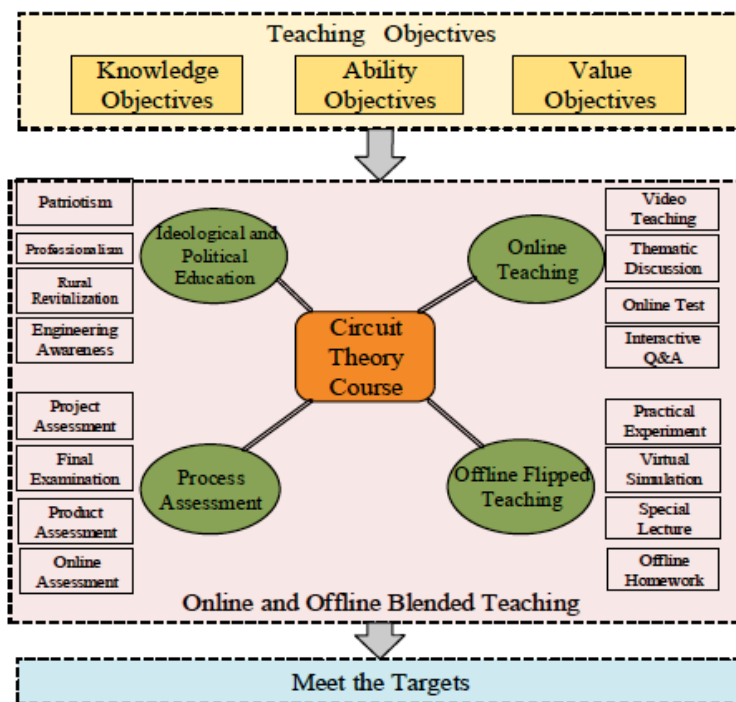 Teaching Objectives
Knowledge
Objectives
Ability
Objectives
Value
Objectives
Patriotism
Professionalism
Rural
Revitalization
Engineering
Awareness
Ideological and
Political
Education
Online
Teaching
Video
Teaching
Thematic
Discussion
Online Test
Interactive
Q&A
Circuit
Theory
Course
Project
Assessment
Final
Examination
Product
Assessment
Online
Assessment
Process
Assessment
Offline Flipped
Teaching
Practical
Experiment
Virtual
Simulation
Special
Lecture
Offline
Homework
Online and Offline Blended Teaching
Meet the Targets